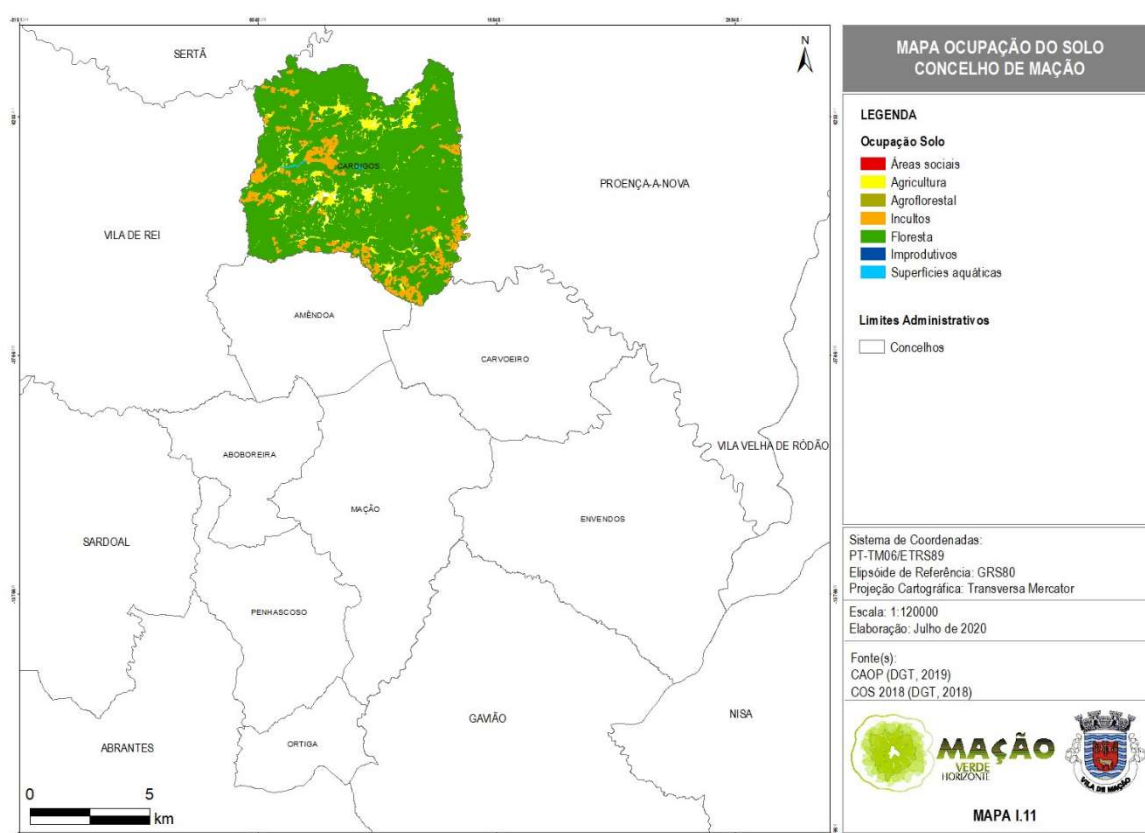 SERTÃ
N
CARDIGOS
PROENÇA-A-NOVA
VILA DE REI
AMÊNDOA
CARVOEIRO
VILA VELHA DE RÓDÃO
ABOBOREIRA
MAÇÃO
ENVENDOS
SARDOAL
PENHASCOSO
GAVIÃO
NISA
ABRANTES
ORTIGA
0 5
km
MAPA OCUPAÇÃO DO SOLO
CONCELHO DE MAÇÃO
LEGENDA
Ocupação Solo
Áreas sociais
Agricultura
Agroflorestal
Incultos
Floresta
Improdutivos
Superfícies aquáticas
Limites Administrativos
Concelhos
Sistema de Coordenadas:
PT-TM06/ETRS89
Elipsóide de Referência: GRS80
Projeção Cartográfica: Transversa Mercator
Escala: 1:120000
Elaboração: Julho de 2020
Fonte(s):
CAOP (DGT, 2019)
COS 2018 (DGT, 2018)
MAÇÃO
VERDE
HORIZONTE
VILA DE MAÇÃO
MAPA I.11